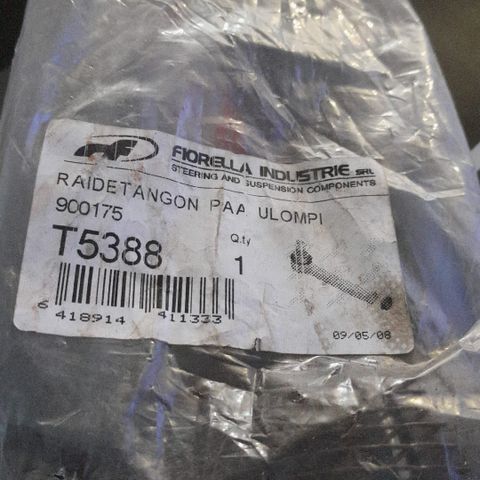 FIORELLA INDUSTRIE SRL
STEERING AND SUSPENSION COMPONENTS
RAIDETANGON PAA ULOMPI
900175
T5388
Q.ty
1
6 418914 411333
09/05/08